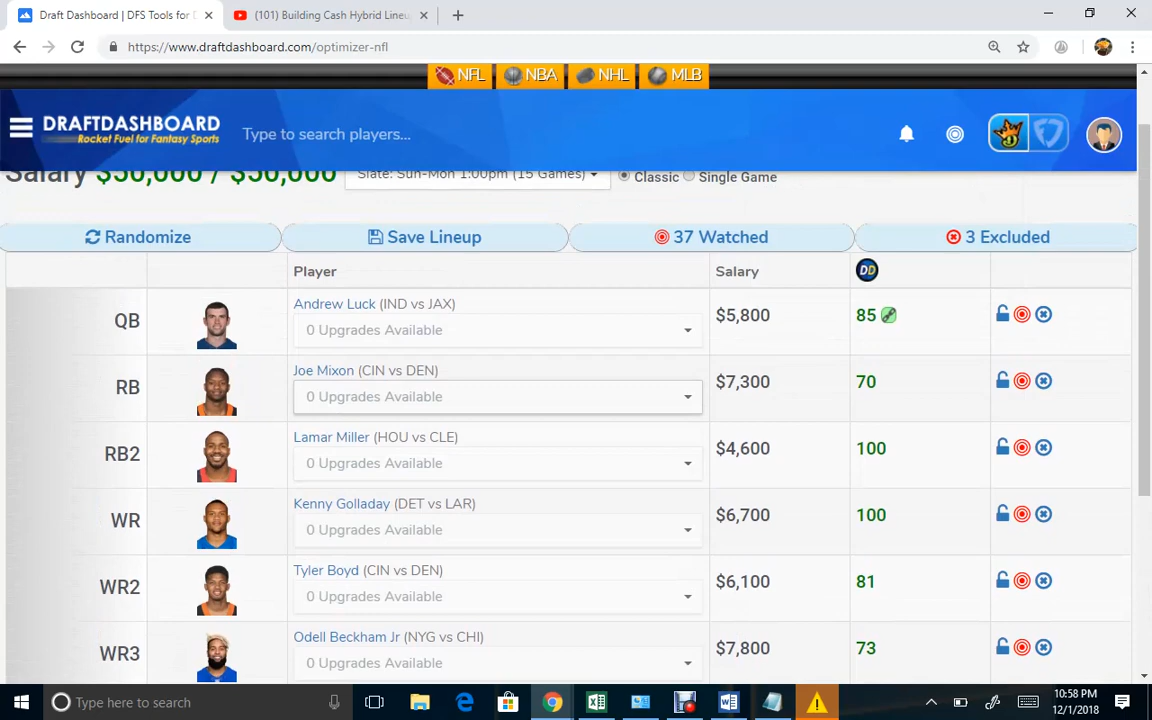 Draft Dashboard | DFS Tools for D
(101) Building Cash Hybrid Lineu
https://www.draftdashboard.com/optimizer-nfl
NFL NBA NHL MLB
DRAFTDASHBOARD
Rocket Fuel for Fantasy Sports
Type to search players...
Salary $50,000 / $50,000 Slate: Sun-Mon 1:00pm (15 Games) Classic Single Game
Randomize Save Lineup 37 Watched 3 Excluded
Player Salary DD
QB Andrew Luck (IND vs JAX) $5,800 85
0 Upgrades Available
RB Joe Mixon (CIN vs DEN) $7,300 70
0 Upgrades Available
RB2 Lamar Miller (HOU vs CLE) $4,600 100
0 Upgrades Available
WR Kenny Golladay (DET vs LAR) $6,700 100
0 Upgrades Available
WR2 Tyler Boyd (CIN vs DEN) $6,100 81
0 Upgrades Available
WR3 Odell Beckham Jr (NYG vs CHI) $7,800 73
0 Upgrades Available
Type here to search
10:58 PM
12/1/2018